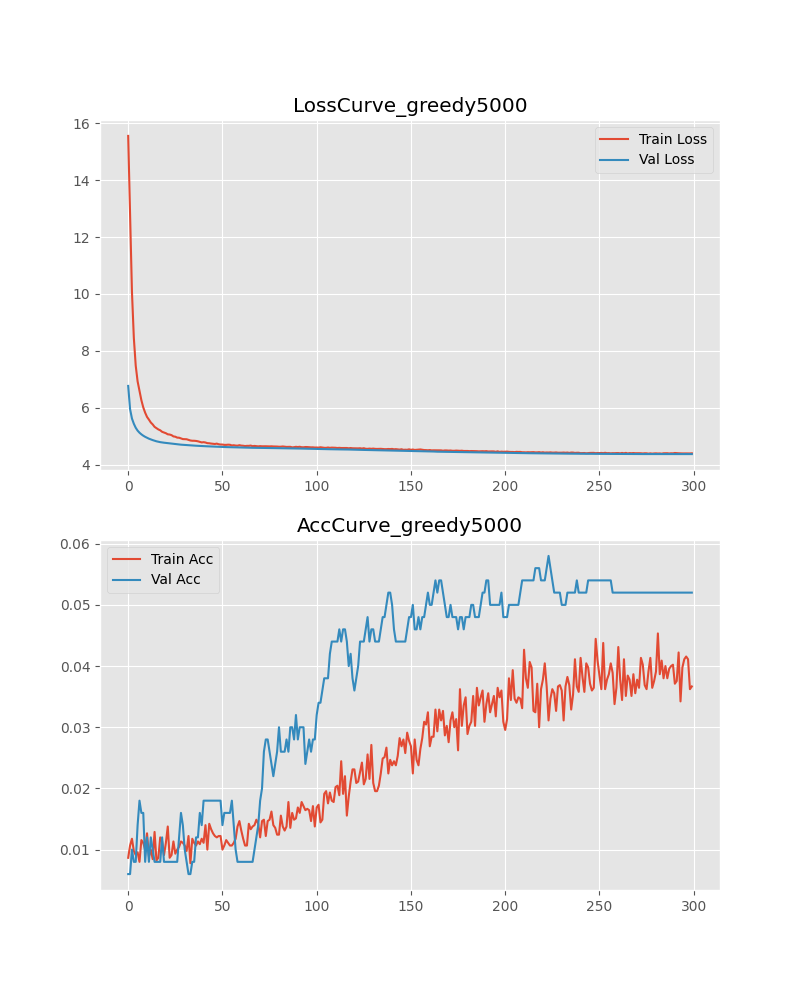 LossCurve_greedy5000
16
14
12
10
8
6
4
Train Loss
Val Loss
0 50 100 150 200 250 300
AccCurve_greedy5000
0.06
0.05
0.04
0.03
0.02
0.01
Train Acc
Val Acc
0 50 100 150 200 250 300